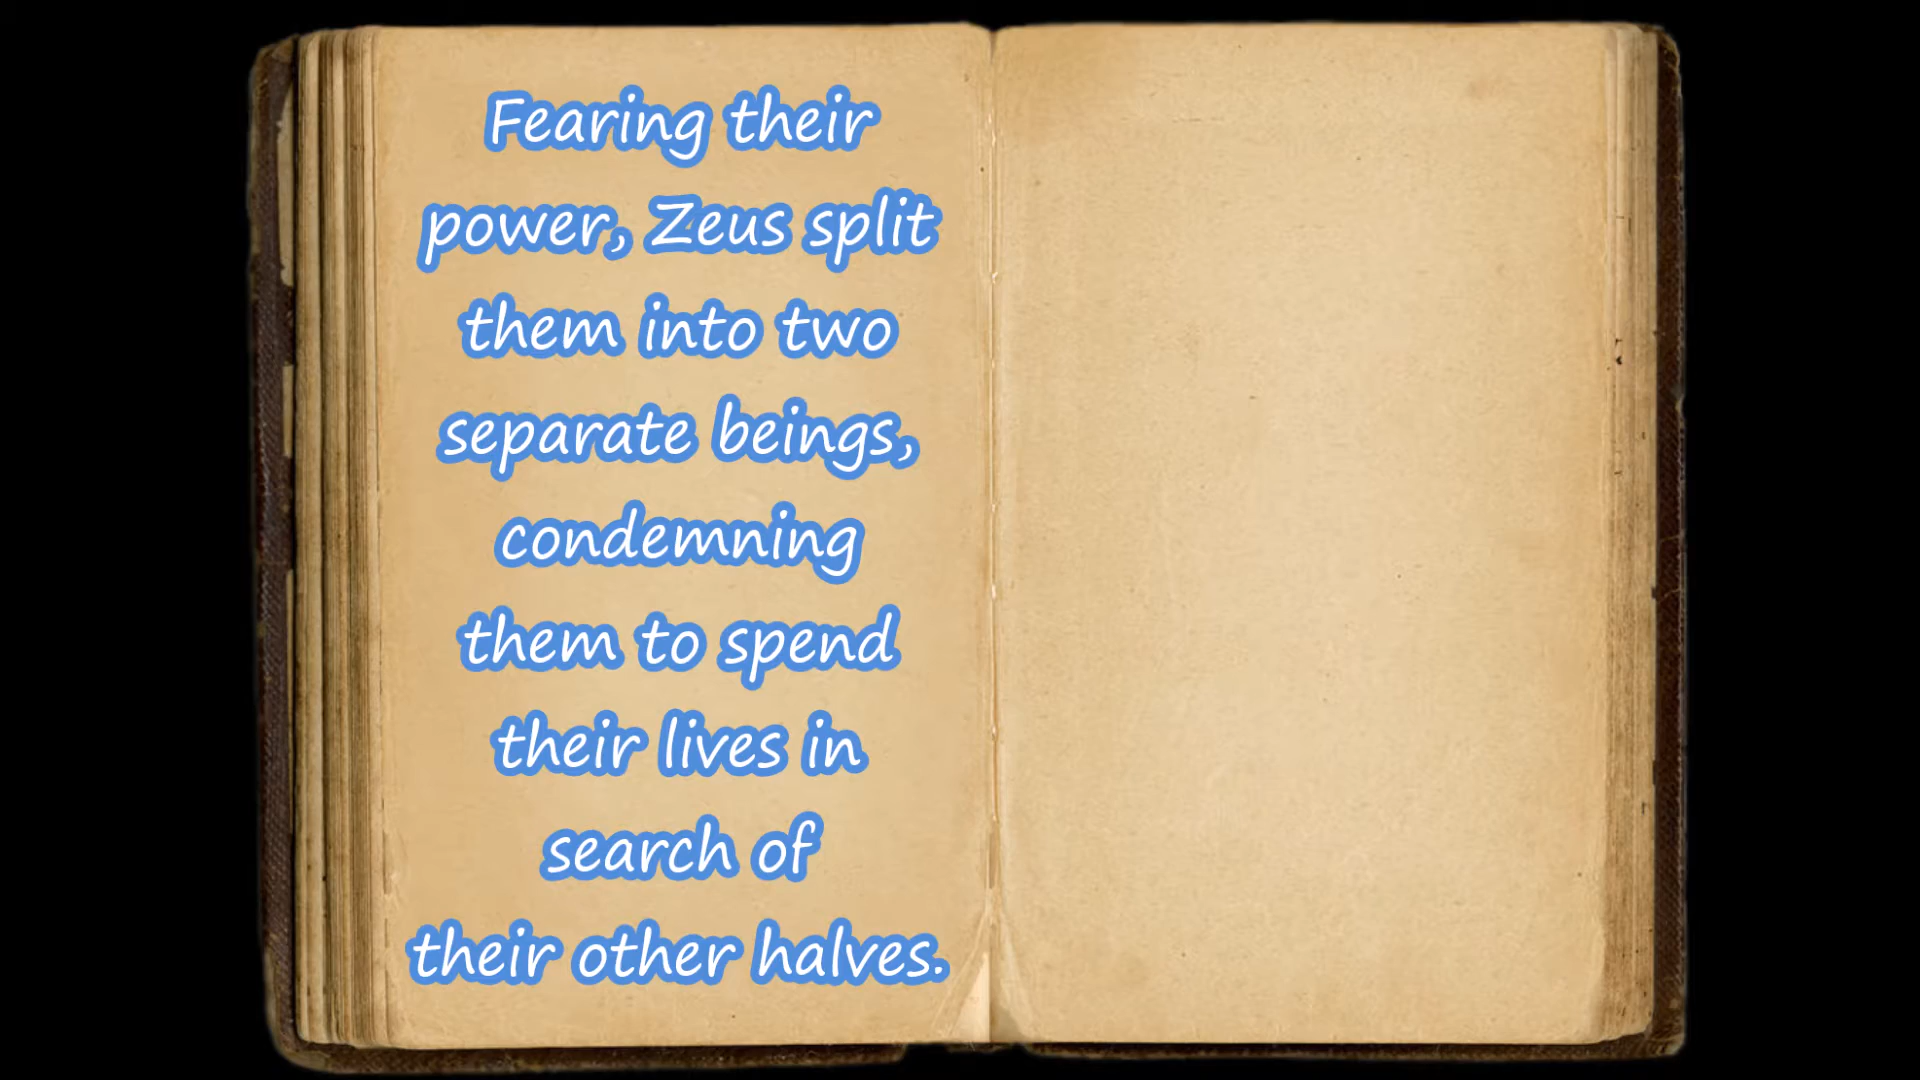 Fearing their
power, Zeus split
them into two
separate beings,
condemning
them to spend
their lives in
search of
their other halves.